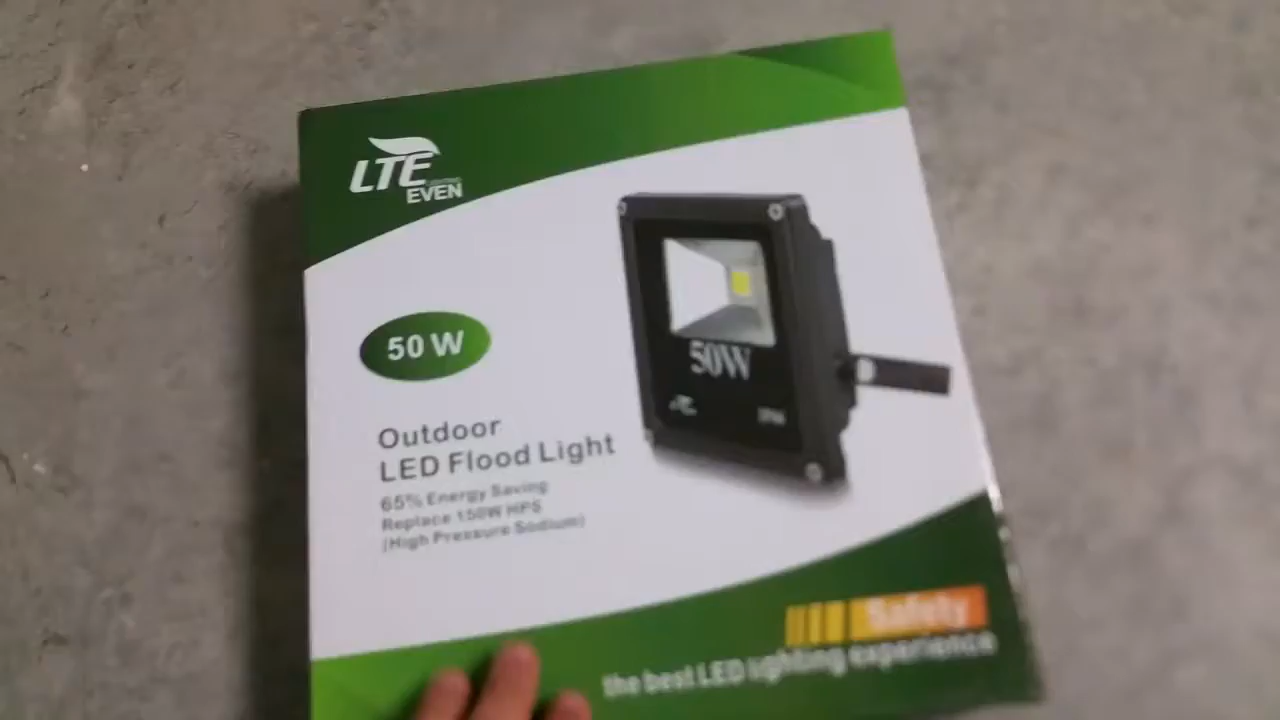 LTE
EVEN
50 W
50W
Outdoor
LED Flood Light
65% Energy Saving
Replace 150W HPS
(High Pressure Sodium)
Safety
the best LED lighting experience